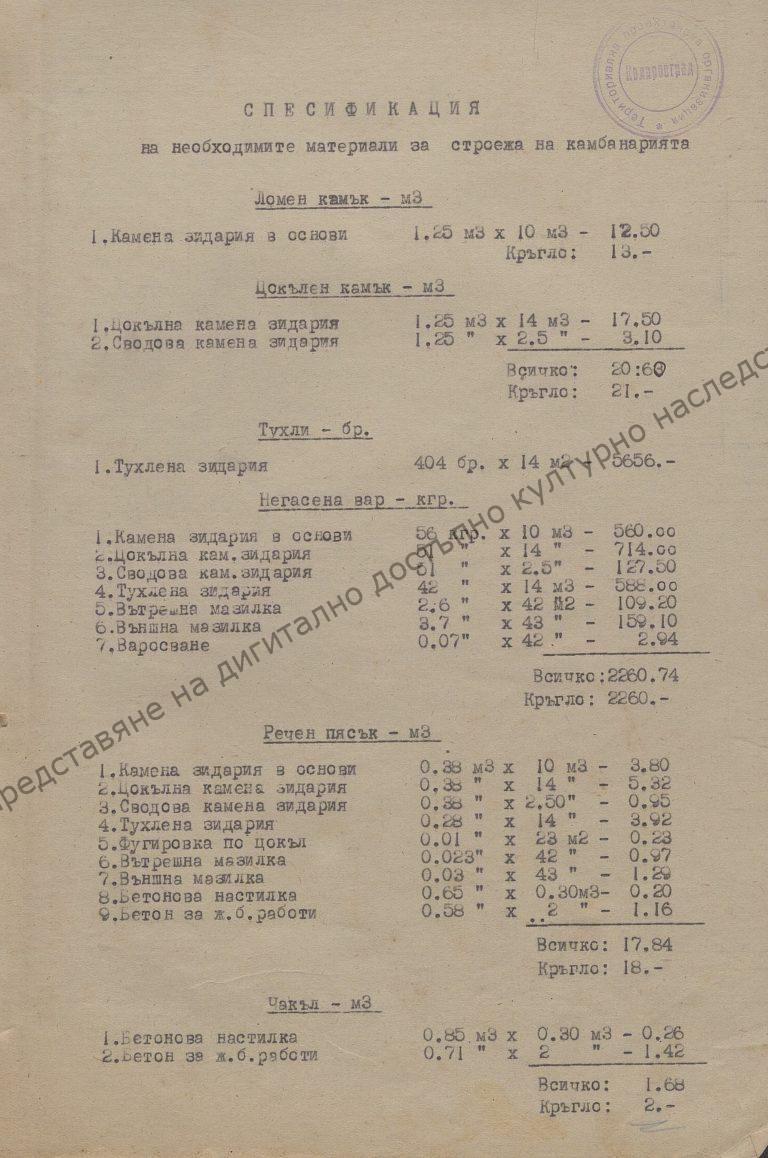 Териториална проектантска организация * Коларовград
СПЕСИФИКАЦИЯ
на необходимите материали за строежа на камбанарията
Ломен камък - м3
1.Камена зидария в основи 1.25 м3 х 10 м3 - 12.50
Кръгло: 13.-
Цокълен камък - м3
1.Цокълна камена зидария 1.25 м3 х 14 м3 - 17.50
2.Сводова камена зидария 1.25 " х 2.5 " - 3.10
Всичко: 20:60
Кръгло: 21.-
Тухли - бр.
1.Тухлена зидария 404 бр. х 14 м2 - 5656.-
Негасена вар - кгр.
1.Камена зидария в основи 56 кгр. х 10 м3 - 560.00
2.Цокълна кам.зидария 51 " х 14 " - 714.00
3.Сводова кам.зидария 51 " х 2.5" - 127.50
4.Тухлена зидария 42 " х 14 м3 - 588.00
5.Вътрешна мазилка 2.6 " х 42 М2 - 109.20
6.Външна мазилка 3.7 " х 43 " - 159.10
7.Варосване 0.07" х 42 " - 2.94
Всичко:2260.74
Кръгло: 2260.-
Речен пясък - м3
1.Камена зидария в основи 0.38 м3 х 10 м3 - 3.80
2.Цокълна камена зидария 0.38 " х 14 " - 5.32
3.Сводова камена зидария 0.38 " х 2.50" - 0.95
4.Тухлена зидария 0.28 " х 14 " - 3.92
5.Фугировка по цокъл 0.01 " х 23 м2 - 0.23
6.Вътрешна мазилка 0.023" х 42 " - 0.97
7.Външна мазилка 0.03 " х 43 " - 1.29
8.Бетонова настилка 0.65 " х 0.30м3- 0.20
9.Бетон за ж.б.работи 0.58 " х ..2 " - 1.16
Всичко: 17.84
Кръгло: 18.-
Чакъл - м3
1.Бетонова настилка 0.85 м3 х 0.30 м3 - 0.26
2.Бетон за ж.б.работи 0.71 " х 2 " - 1.42
Всичко: 1.68
Кръгло: 2.-
представяне на дигитално достъпно културно наследс